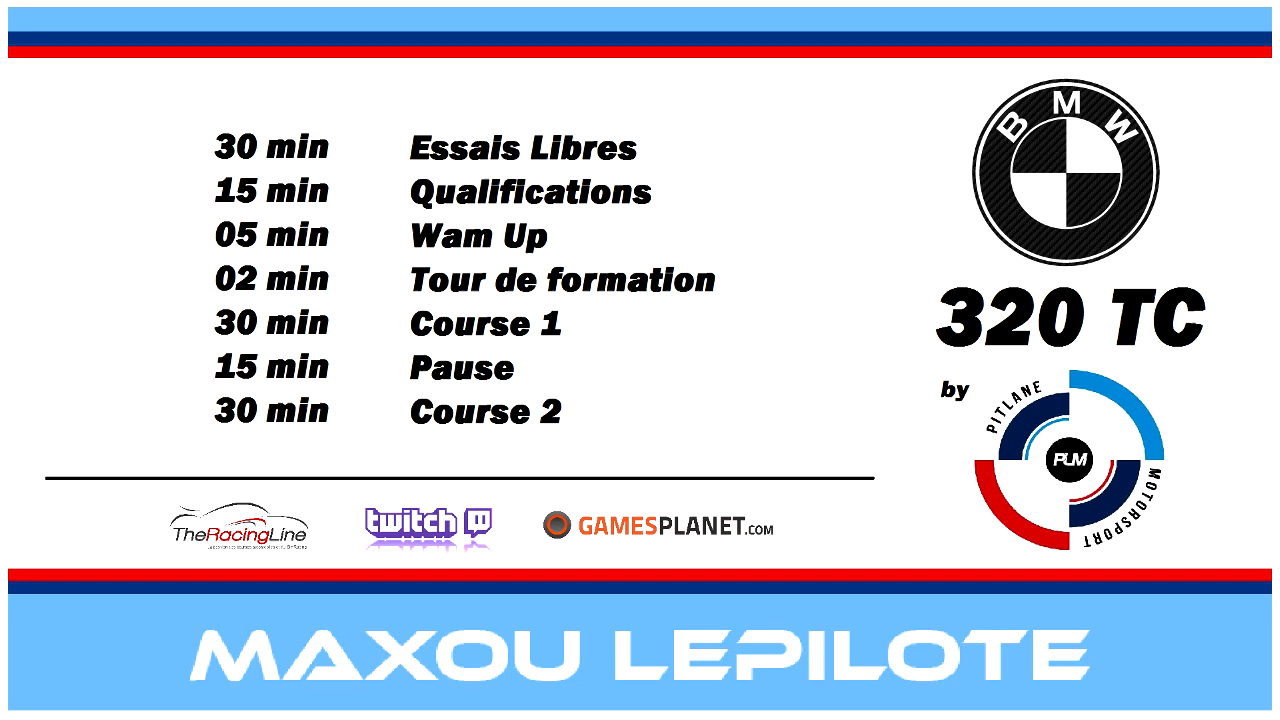 30 min Essais Libres
15 min Qualifications
05 min Wam Up
02 min Tour de formation
30 min Course 1
15 min Pause
30 min Course 2
BMW
320 TC
by
PITLANE
PLM
MOTORSPORT
TheRacingLine
twitch
GAMESPLANET.COM
MAXOU LEPILOTE